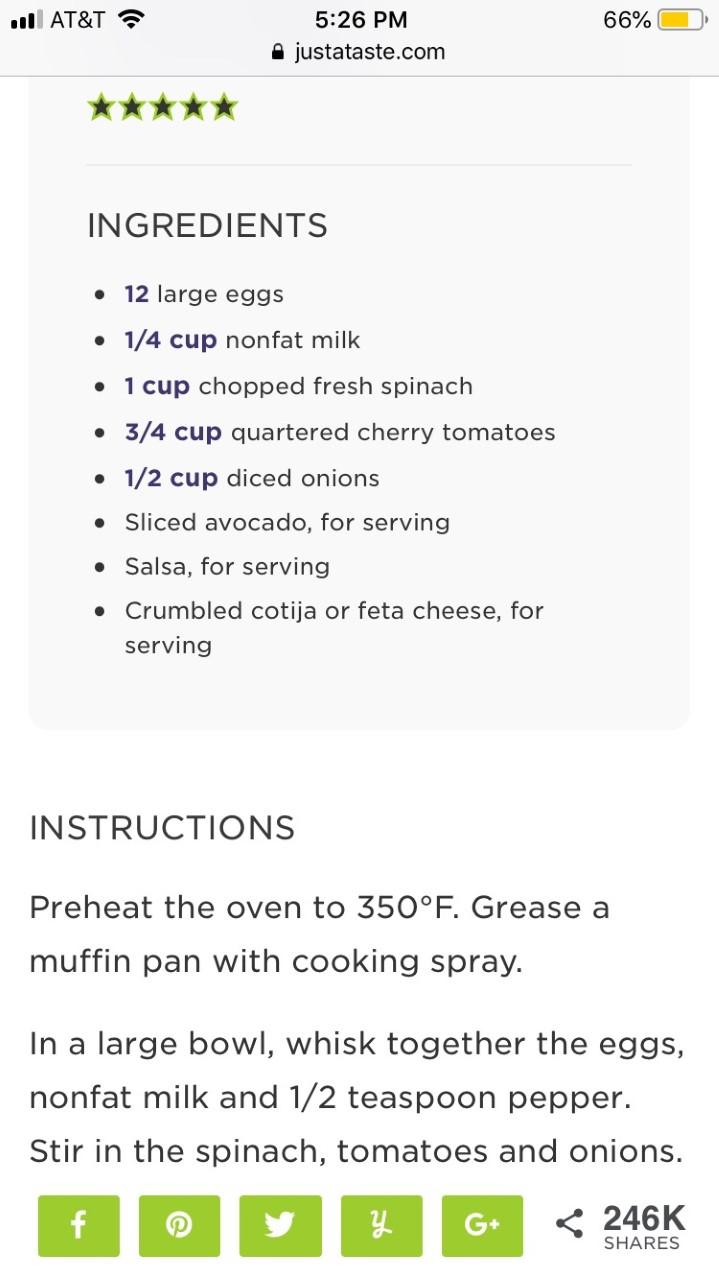 AT&T 5:26 PM 66%
justataste.com
INGREDIENTS
12 large eggs
1/4 cup nonfat milk
1 cup chopped fresh spinach
3/4 cup quartered cherry tomatoes
1/2 cup diced onions
Sliced avocado, for serving
Salsa, for serving
Crumbled cotija or feta cheese, for
serving
INSTRUCTIONS
Preheat the oven to 350°F. Grease a
muffin pan with cooking spray.
In a large bowl, whisk together the eggs,
nonfat milk and 1/2 teaspoon pepper.
Stir in the spinach, tomatoes and onions.
f y G+ 246K
SHARES